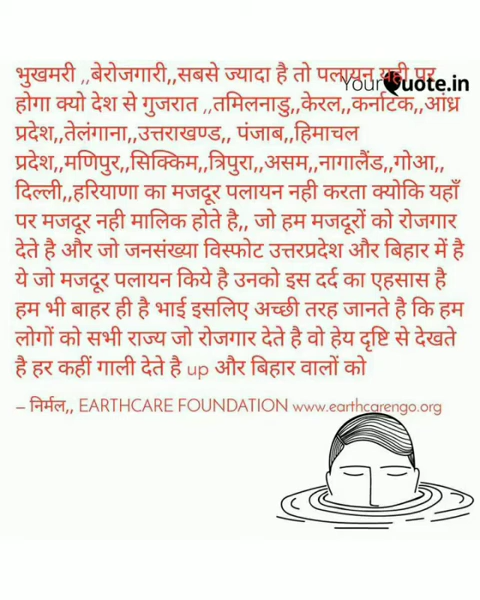 YourQuote.in
भुखमरी ,,बेरोजगारी,,सबसे ज्यादा है तो पलायन यही पर
होगा क्यो देश से गुजरात ,,तमिलनाडु,,केरल,,कर्नाटक,,आंध्र
प्रदेश,,तेलंगाना,,उत्तराखण्ड,, पंजाब,,हिमाचल
प्रदेश,,मणिपुर,,सिक्किम,,त्रिपुरा,,असम,,नागालैंड,,गोआ,,
दिल्ली,,हरियाणा का मजदूर पलायन नही करता क्योकि यहाँ
पर मजदूर नही मालिक होते है,, जो हम मजदूरों को रोजगार
देते है और जो जनसंख्या विस्फोट उत्तरप्रदेश और बिहार में है
ये जो मजदूर पलायन किये है उनको इस दर्द का एहसास है
हम भी बाहर ही है भाई इसलिए अच्छी तरह जानते है कि हम
लोगों को सभी राज्य जो रोजगार देते है वो हेय दृष्टि से देखते
है हर कहीं गाली देते है up और बिहार वालों को
– निर्मल,, EARTHCARE FOUNDATION www.earthcarengo.org